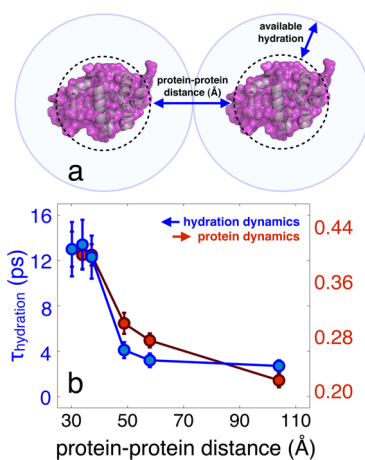 available
hydration
protein-protein
distance (Å)
a
16
12
8
4
0
τhydration (ps)
hydration dynamics
protein dynamics
0.44
0.36
0.28
0.20
b
30
50
70
90
110
protein-protein distance (Å)